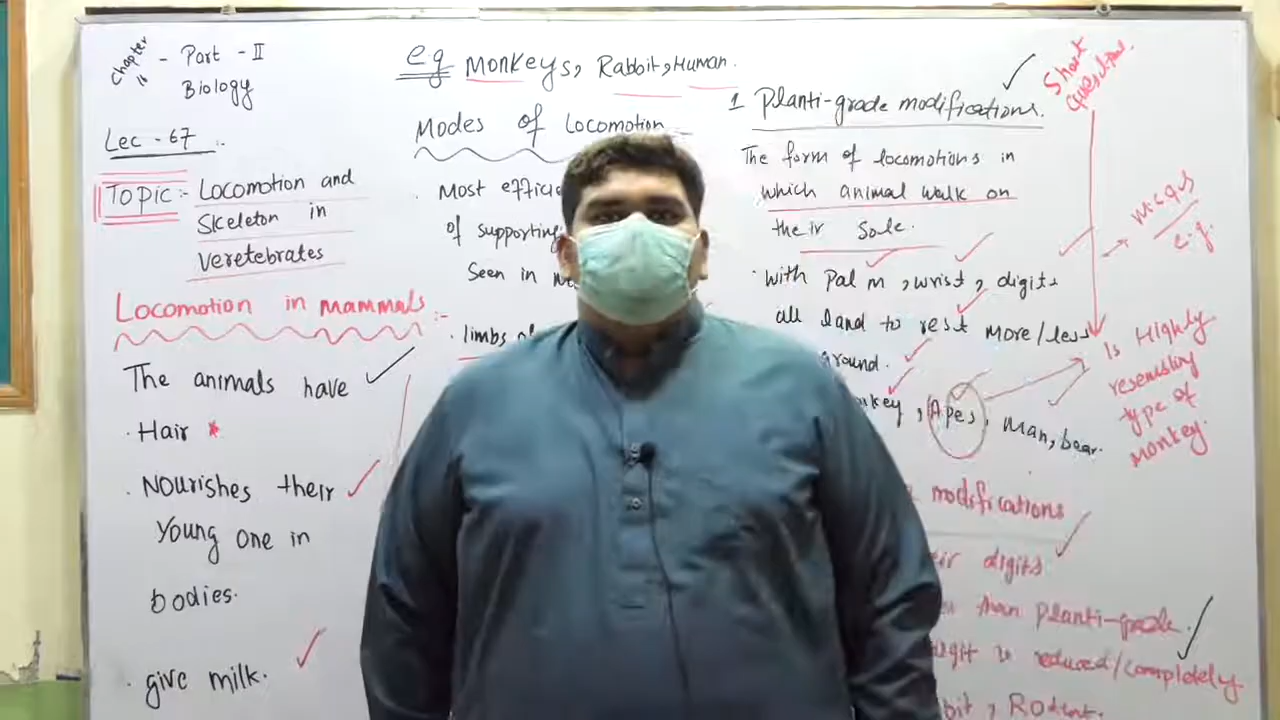 Chapter 16 - Part - II
Biology
Lec - 67
Topic:- Locomotion and
Skeleton in
veretebrates
Locomotion in mammals:-
The animals have
· Hair *
· Nourishes their
Young one in
bodies.
· give milk.
e.g Monkeys, Rabbit, Human.
Modes of Locomotion
· Most
of supporting
Seen in
· limbs
1 Planti-grade modifications.
The form of locomotions in
which animal walk on
their Sole.
· with Palm, wrist, digits
all land to rest more/less
ground.
, Apes, Man, bear.
modifications
digits
than planti-grade.
is reduced/completely
, Rodent.
Short
question.
Mcqs
e.g.
is Highly
resembling
type of
monkey.